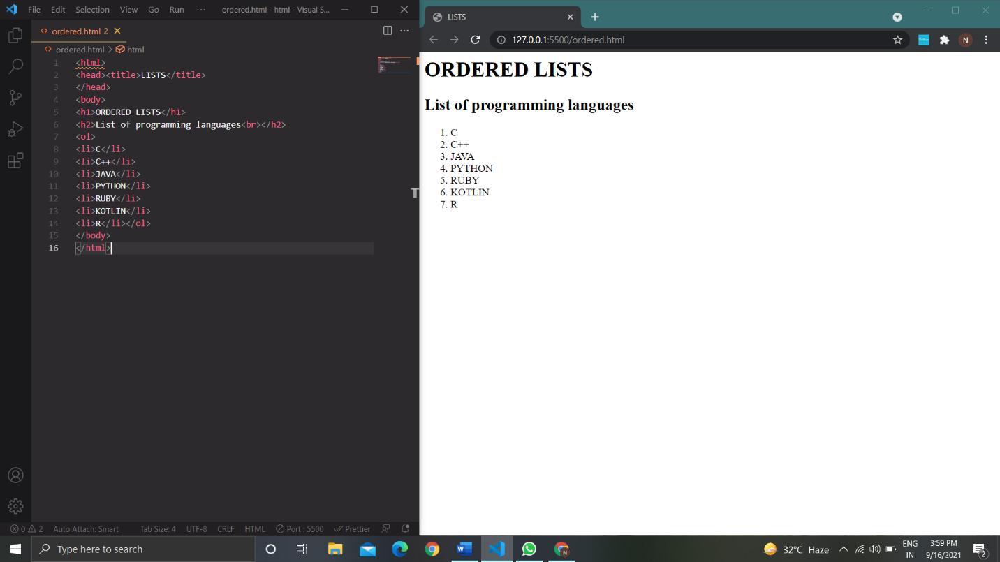 File Edit Selection View Go Run ··· ordered.html - html - Visual S...
ordered.html 2
ordered.html > html
1 <html>
2 <head><title>LISTS</title>
3 </head>
4 <body>
5 <h1>ORDERED LISTS</h1>
6 <h2>List of programming languages<br></h2>
7 <ol>
8 <li>C</li>
9 <li>C++</li>
10 <li>JAVA</li>
11 <li>PYTHON</li>
12 <li>RUBY</li>
13 <li>KOTLIN</li>
14 <li>R</li></ol>
15 </body>
16 </html>
0 2 Auto Attach: Smart Tab Size: 4 UTF-8 CRLF HTML Port : 5500 Prettier
LISTS
127.0.0.1:5500/ordered.html N
ORDERED LISTS
List of programming languages
1. C
2. C++
3. JAVA
4. PYTHON
5. RUBY
6. KOTLIN
7. R
T
Type here to search
W
N
32°C Haze
ENG
IN
3:59 PM
9/16/2021
2